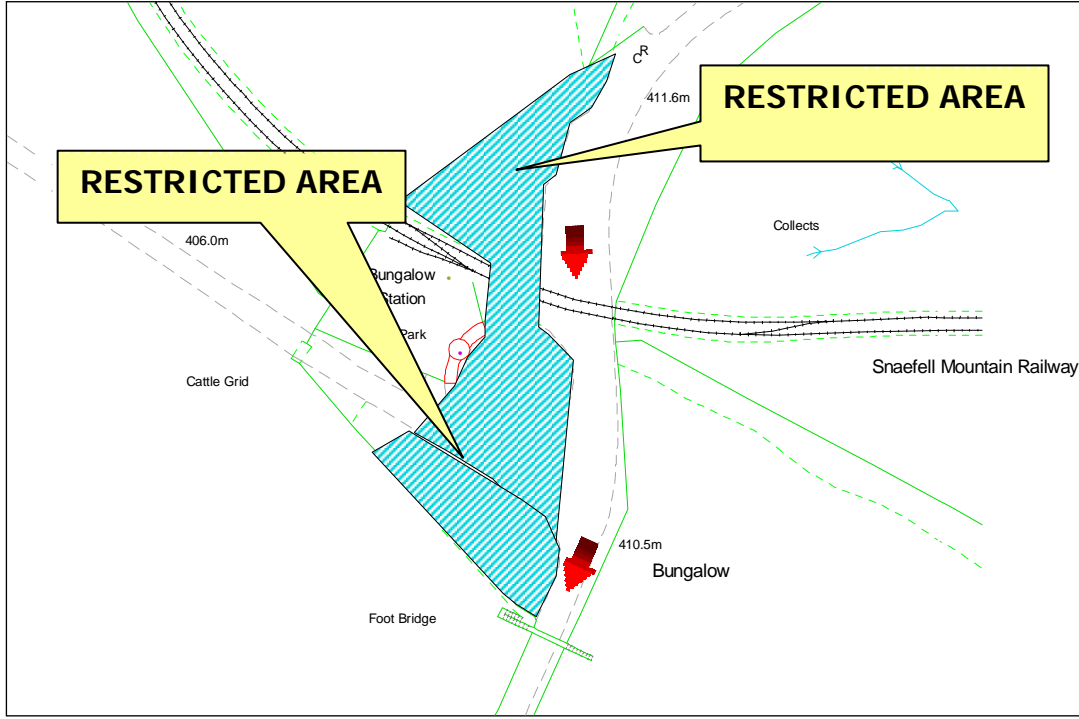 C R
411.6m
RESTRICTED AREA
RESTRICTED AREA
406.0m
Collects
Bungalow
Station
Park
Snaefell Mountain Railway
Cattle Grid
410.5m
Bungalow
Foot Bridge